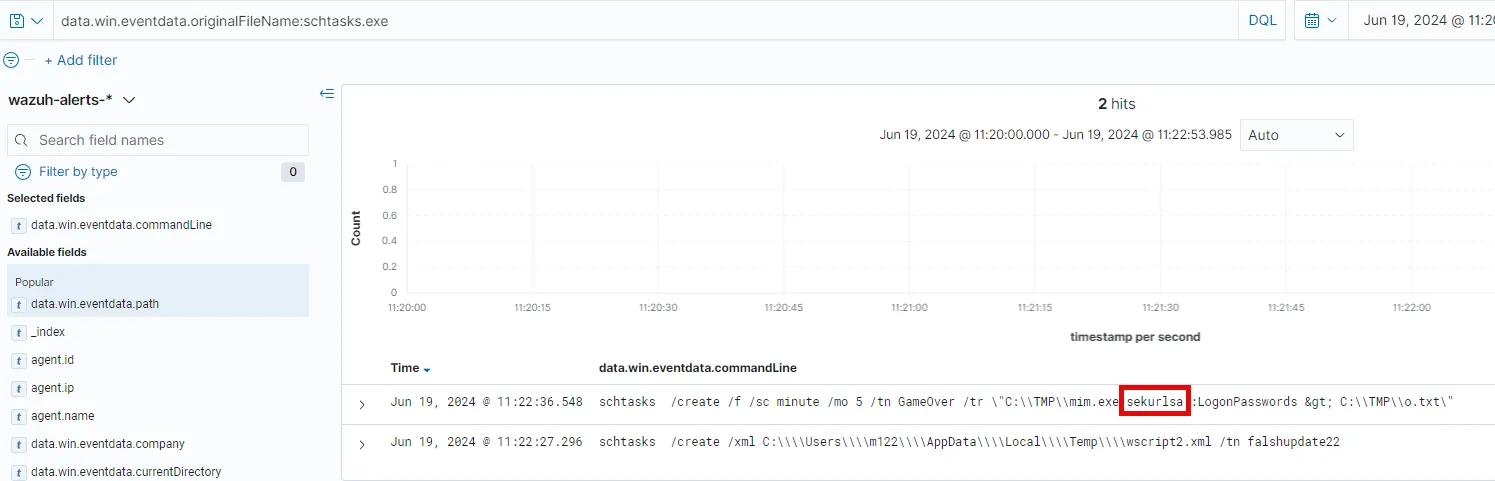 data.win.eventdata.originalFileName:schtasks.exe DQL Jun 19, 2024 @ 11:20
+ Add filter
wazuh-alerts-*
Search field names
Filter by type 0
Selected fields
t data.win.eventdata.commandLine
Available fields
Popular
t data.win.eventdata.path
t _index
t agent.id
t agent.ip
t agent.name
t data.win.eventdata.company
t data.win.eventdata.currentDirectory
2 hits
Jun 19, 2024 @ 11:20:00.000 - Jun 19, 2024 @ 11:22:53.985 Auto
Count
1
0.8
0.6
0.4
0.2
0
11:20:00 11:20:15 11:20:30 11:20:45 11:21:00 11:21:15 11:21:30 11:21:45 11:22:00
timestamp per second
Time data.win.eventdata.commandLine
Jun 19, 2024 @ 11:22:36.548 schtasks /create /f /sc minute /mo 5 /tn GameOver /tr \"C:\\TMP\\mim.exe sekurlsa::LogonPasswords &gt; C:\\TMP\\o.txt\"
Jun 19, 2024 @ 11:22:27.296 schtasks /create /xml C:\\\\Users\\\\m122\\\\AppData\\\\Local\\\\Temp\\\\wscript2.xml /tn falshupdate22